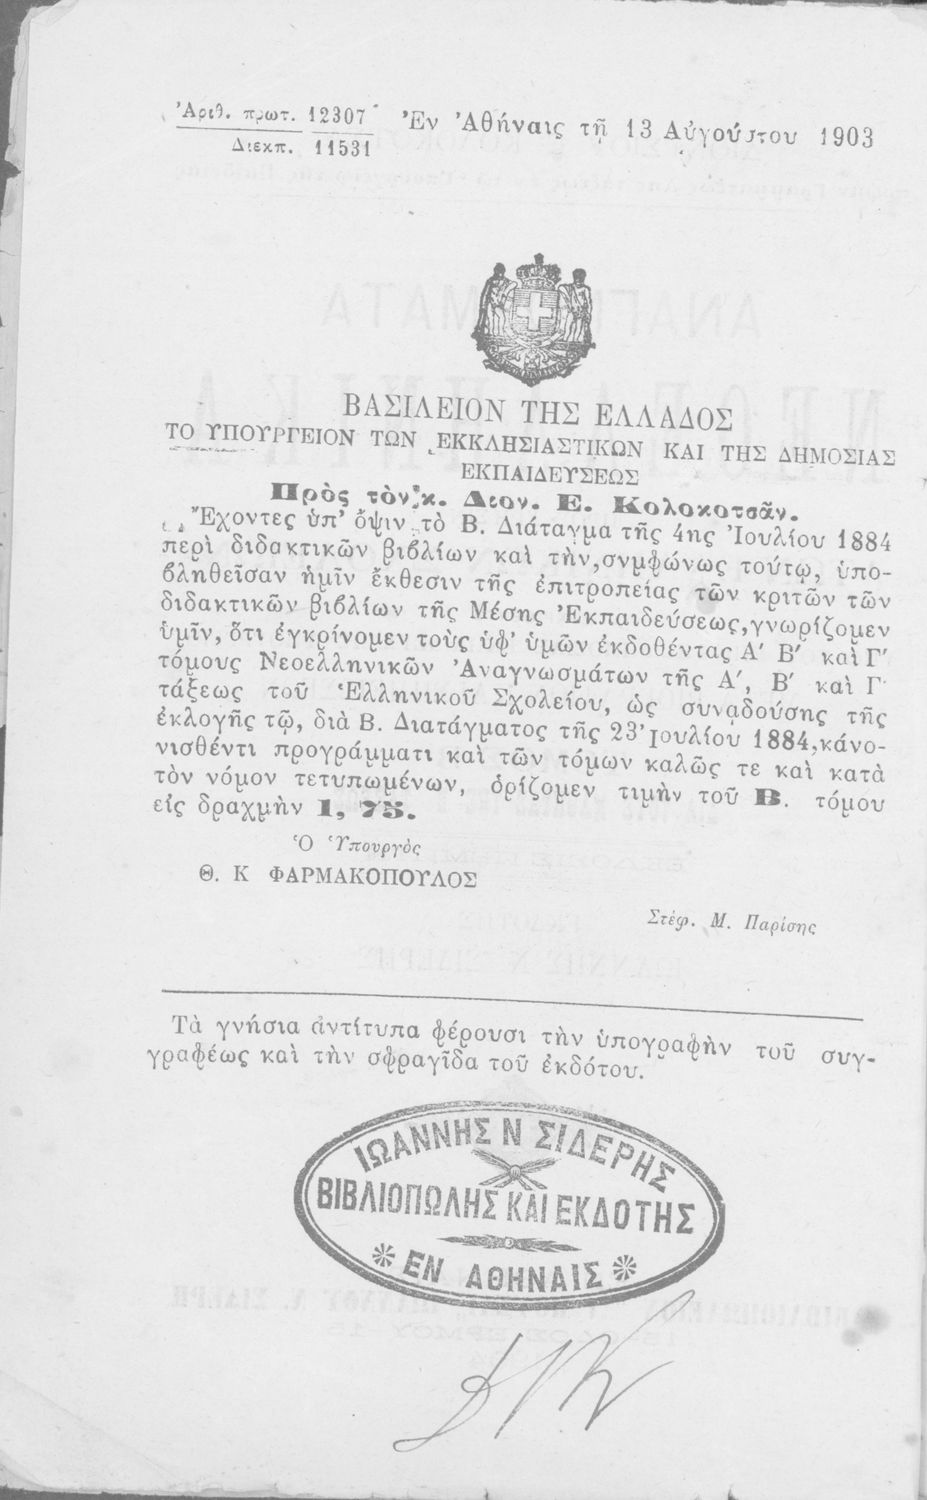 Ἀριθ. πρωτ. 12307 Ἐν Ἀθήναις τῇ 13 Αὐγούστου 1903
Διεκπ. 11531
ΒΑΣΙΛΕΙΟΝ ΤΗΣ ΕΛΛΑΔΟΣ
ΤΟ ΥΠΟΥΡΓΕΙΟΝ ΤΩΝ ΕΚΚΛΗΣΙΑΣΤΙΚΩΝ ΚΑΙ ΤΗΣ ΔΗΜΟΣΙΑΣ
ΕΚΠΑΙΔΕΥΣΕΩΣ
Πρὸς τὸν κ. Διον. Ε. Κολοκοτσᾶν.
Ἔχοντες ὑπ' ὄψιν τὸ Β. Διάταγμα τῆς 4ης Ἰουλίου 1884
περὶ διδακτικῶν βιβλίων καὶ τὴν, συμφώνως τούτῳ, ὑπο-
βληθεῖσαν ἡμῖν ἔκθεσιν τῆς ἐπιτροπείας τῶν κριτῶν τῶν
διδακτικῶν βιβλίων τῆς Μέσης Ἐκπαιδεύσεως, γνωρίζομεν
ὑμῖν, ὅτι ἐγκρίνομεν τοὺς ὑφ' ὑμῶν ἐκδοθέντας Α' Β' καὶ Γ'
τόμους Νεοελληνικῶν Ἀναγνωσμάτων τῆς Α', Β' καὶ Γ'
τάξεως τοῦ Ἑλληνικοῦ Σχολείου, ὡς συναδούσης τῆς
ἐκλογῆς τῷ, διὰ Β. Διατάγματος τῆς 23 Ἰουλίου 1884, κάνο-
νισθέντι προγράμματι καὶ τῶν τόμων καλῶς τε καὶ κατὰ
τὸν νόμον τετυπωμένων, ὁρίζομεν τιμὴν τοῦ Β. τόμου
εἰς δραχμὴν 1,75.
Ὁ Ὑπουργὸς
Θ. Κ ΦΑΡΜΑΚΟΠΟΥΛΟΣ
Στέφ. Μ. Παρίσης
Τὰ γνήσια ἀντίτυπα φέρουσι τὴν ὑπογραφὴν τοῦ συγ-
γραφέως καὶ τὴν σφραγῖδα τοῦ ἐκδότου.
ΙΩΑΝΝΗΣ Ν ΣΙΔΕΡΗΣ
ΒΙΒΛΙΟΠΩΛΗΣ ΚΑΙ ΕΚΔΟΤΗΣ
ΕΝ ΑΘΗΝΑΙΣ